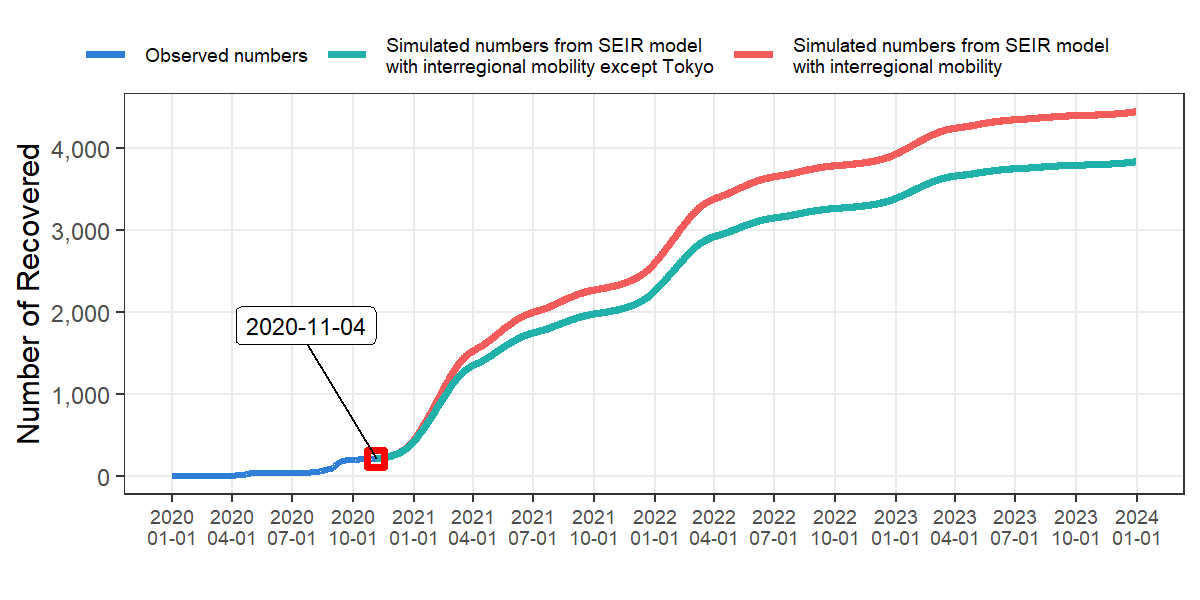 Observed numbers
Simulated numbers from SEIR model
with interregional mobility except Tokyo
Simulated numbers from SEIR model
with interregional mobility
Number of Recovered
4,000
3,000
2,000
1,000
0
2020-11-04
2020 2020 2020 2020 2021 2021 2021 2021 2022 2022 2022 2022 2023 2023 2023 2023 2024
01-01 04-01 07-01 10-01 01-01 04-01 07-01 10-01 01-01 04-01 07-01 10-01 01-01 04-01 07-01 10-01 01-01